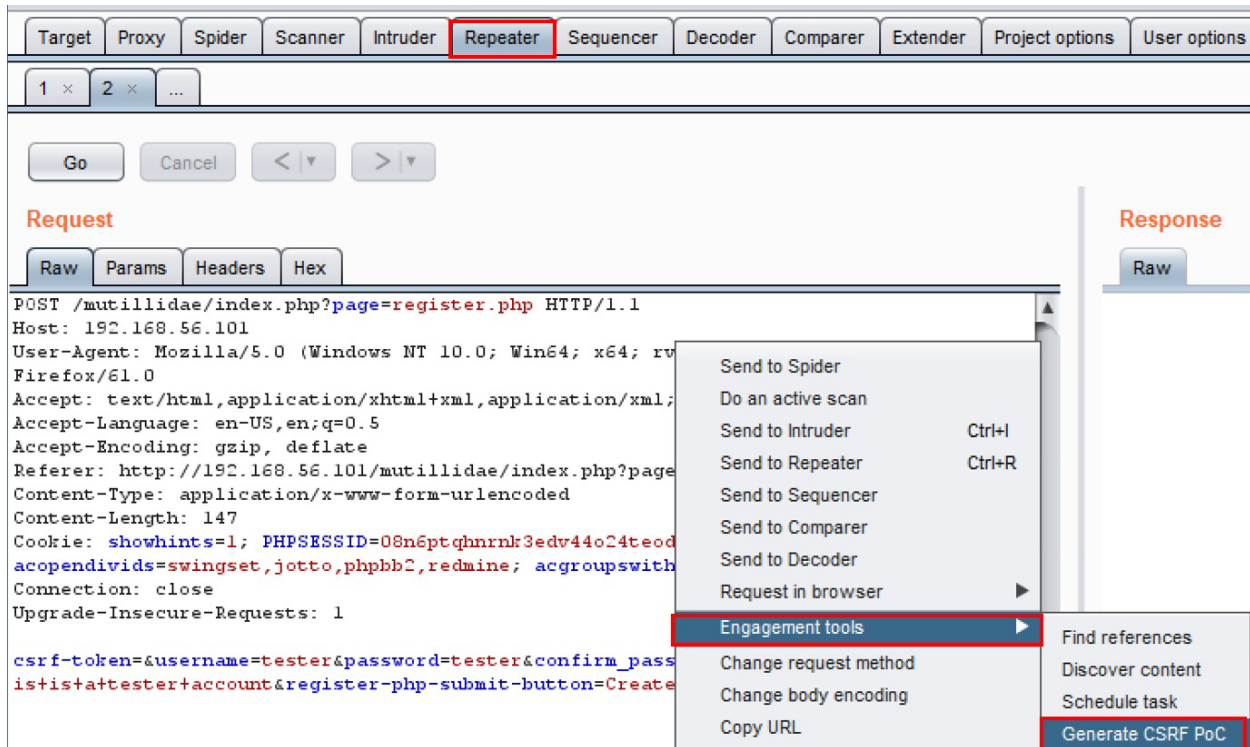 Target Proxy Spider Scanner Intruder Repeater Sequencer Decoder Comparer Extender Project options User options
1 × 2 × ...
Go Cancel < >
Request
Response
Raw Params Headers Hex
Raw
POST /mutillidae/index.php?page=register.php HTTP/1.1
Host: 192.168.56.101
User-Agent: Mozilla/5.0 (Windows NT 10.0; Win64; x64; rv
Firefox/61.0
Accept: text/html,application/xhtml+xml,application/xml;
Accept-Language: en-US,en;q=0.5
Accept-Encoding: gzip, deflate
Referer: http://192.168.56.101/mutillidae/index.php?page
Content-Type: application/x-www-form-urlencoded
Content-Length: 147
Cookie: showhints=1; PHPSESSID=08n6ptqhnrnk3edv44o24teod
acopendivids=swingset,jotto,phpbb2,redmine; acgroupswith
Connection: close
Upgrade-Insecure-Requests: 1
csrf-token=&username=tester&password=tester&confirm_pass
is+is+a+tester+account&register-php-submit-button=Create
Send to Spider
Do an active scan
Send to Intruder Ctrl+I
Send to Repeater Ctrl+R
Send to Sequencer
Send to Comparer
Send to Decoder
Request in browser
Engagement tools
Change request method
Change body encoding
Copy URL
Find references
Discover content
Schedule task
Generate CSRF PoC